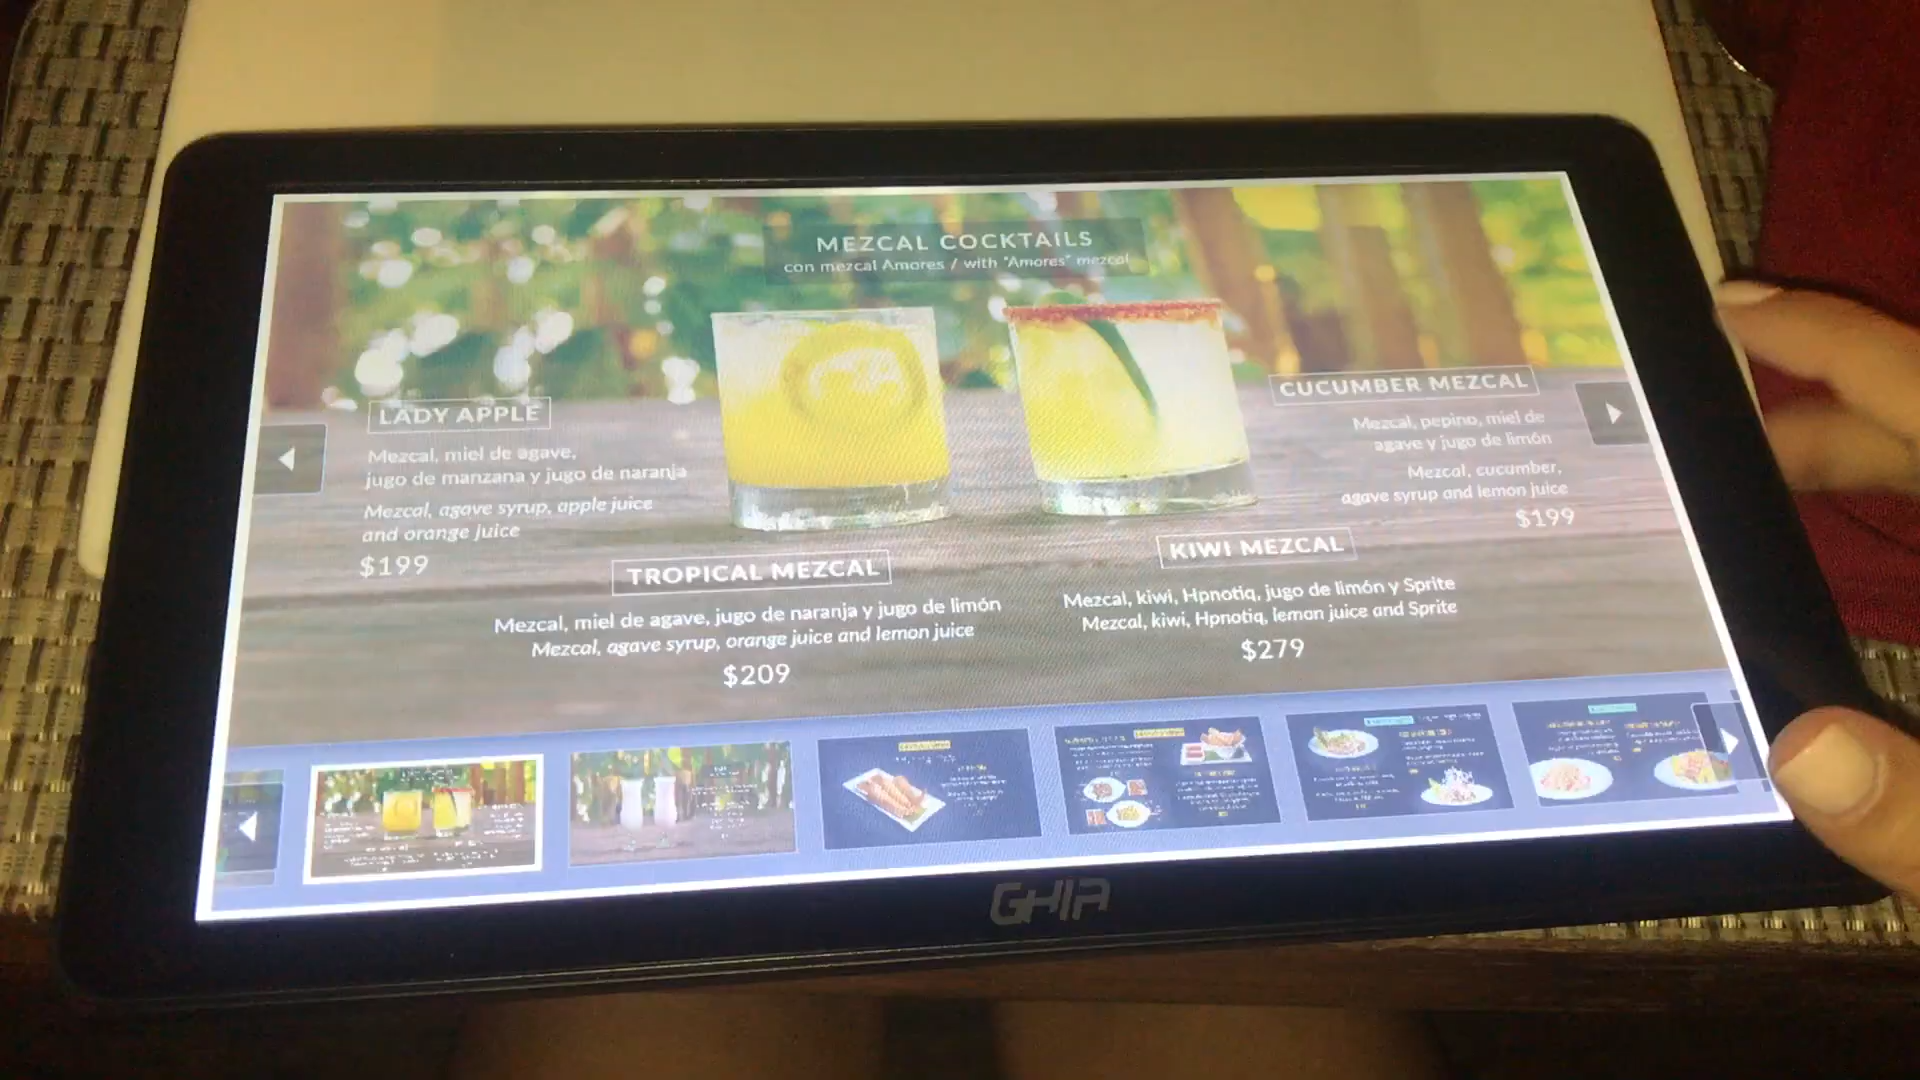 MEZCAL COCKTAILS
con mezcal Amores / with "Amores" mezcal
LADY APPLE
Mezcal, miel de agave,
jugo de manzana y jugo de naranja
Mezcal, agave syrup, apple juice
and orange juice
$199
CUCUMBER MEZCAL
Mezcal, pepino, miel de
agave y jugo de limón
Mezcal, cucumber,
agave syrup and lemon juice
$199
TROPICAL MEZCAL
Mezcal, miel de agave, jugo de naranja y jugo de limón
Mezcal, agave syrup, orange juice and lemon juice
$209
KIWI MEZCAL
Mezcal, kiwi, Hpnotiq, jugo de limón y Sprite
Mezcal, kiwi, Hpnotiq, leman juice and Sprite
$279
GHIA